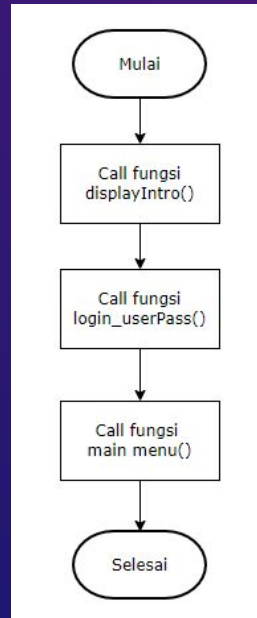 Mulai
Call fungsi
displayIntro()
Call fungsi
login_userPass()
Call fungsi
main menu()
Selesai